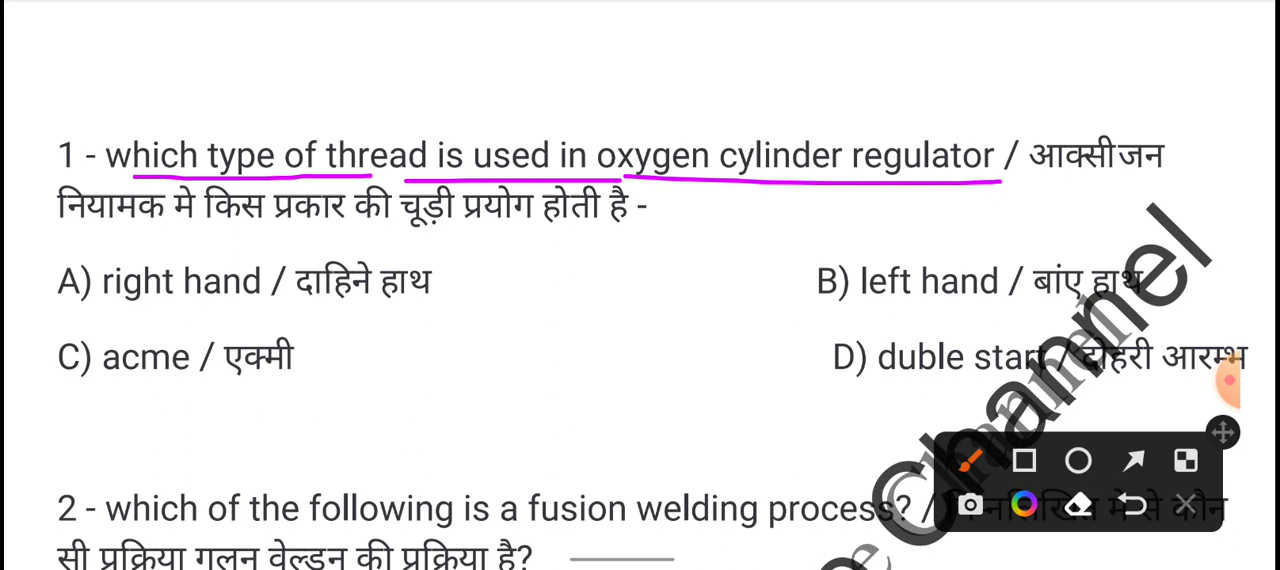 1 - which type of thread is used in oxygen cylinder regulator / आक्सीजन
नियामक मे किस प्रकार की चूड़ी प्रयोग होती है -
A) right hand / दाहिने हाथ B) left hand / बांए हाथ
C) acme / एक्मी D) duble start / दोहरी आरम्भ
2 - which of the following is a fusion welding process? / से कौन
सी प्रक्रिया गलन वेल्डन की प्रक्रिया है?
Channel